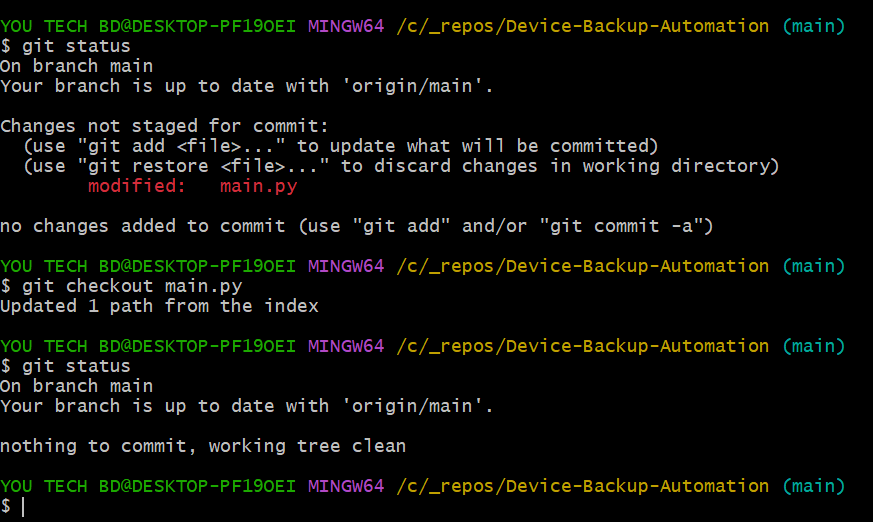 YOU TECH BD@DESKTOP-PF19OEI MINGW64 /c/_repos/Device-Backup-Automation (main)
$ git status
On branch main
Your branch is up to date with 'origin/main'.
Changes not staged for commit:
  (use "git add <file>..." to update what will be committed)
  (use "git restore <file>..." to discard changes in working directory)
        modified:   main.py
no changes added to commit (use "git add" and/or "git commit -a")
YOU TECH BD@DESKTOP-PF19OEI MINGW64 /c/_repos/Device-Backup-Automation (main)
$ git checkout main.py
Updated 1 path from the index
YOU TECH BD@DESKTOP-PF19OEI MINGW64 /c/_repos/Device-Backup-Automation (main)
$ git status
On branch main
Your branch is up to date with 'origin/main'.
nothing to commit, working tree clean
YOU TECH BD@DESKTOP-PF19OEI MINGW64 /c/_repos/Device-Backup-Automation (main)
$